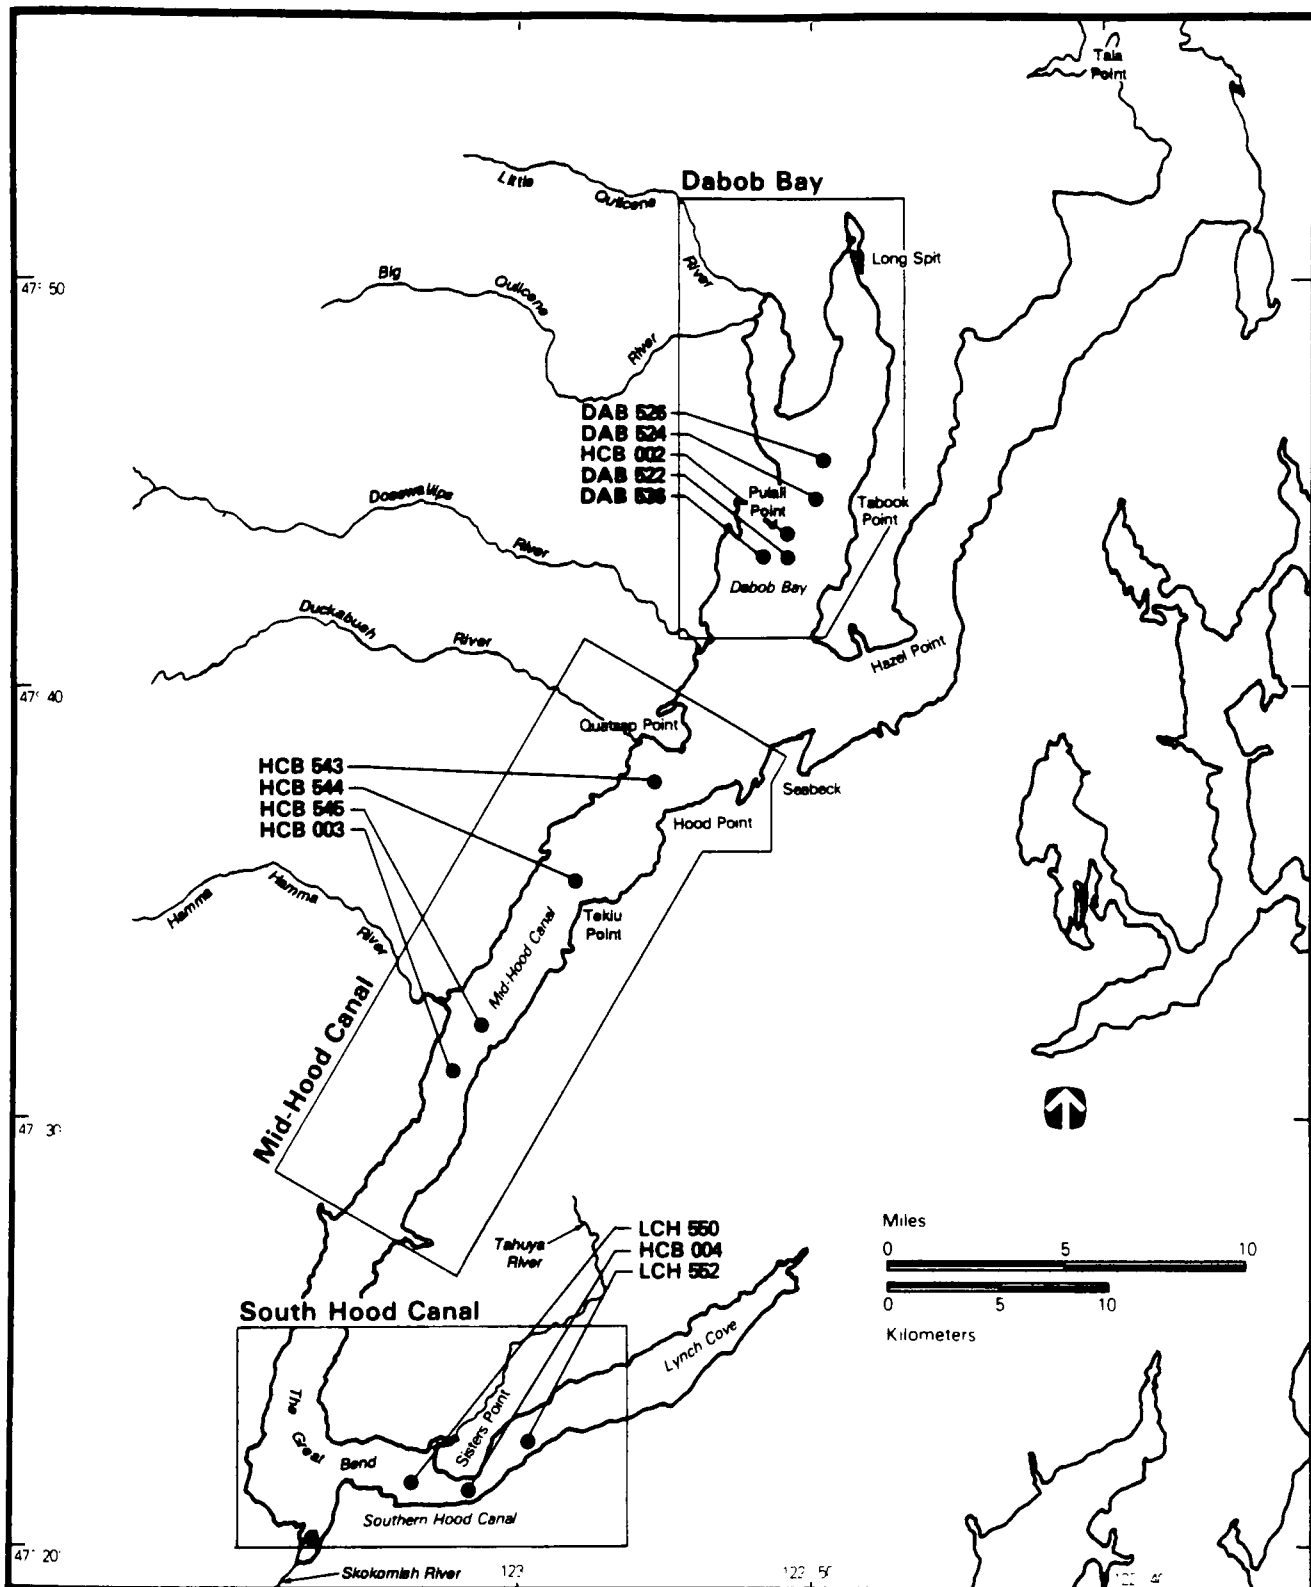 Tala
Point
Dabob Bay
Little
Quilcene
River
Long Spit
47° 50'
Big
Quilcene
River
DAB 526
DAB 524
HCB 002
DAB 522
DAB 536
Pulali
Point
Tabook
Point
Dosewallips
River
Dabob Bay
Duckabush
River
Hazel Point
47° 40'
Quatsap Point
HCB 543
HCB 544
HCB 545
HCB 003
Seabeck
Hood Point
Hamma
Hamma
River
Tekiu
Point
Mid-Hood Canal
Mid-Hood Canal
47° 30'
Tahuya
River
LCH 550
HCB 004
LCH 552
Miles
0 5 10
0 5 10
Kilometers
South Hood Canal
Lynch Cove
The
Great
Bend
Sisters Point
Southern Hood Canal
47° 20'
Skokomish River
123